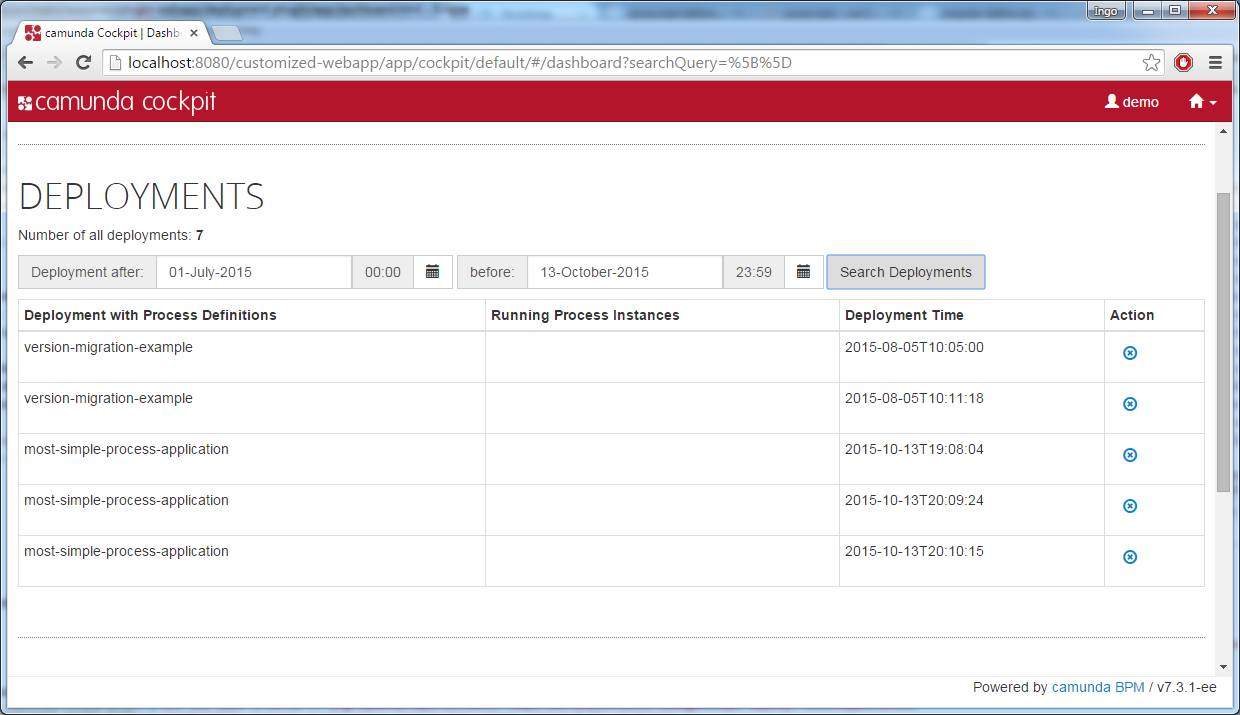 Ingo
camunda Cockpit | Dashb
localhost:8080/customized-webapp/app/cockpit/default/#/dashboard?searchQuery=%5B%5D
camunda cockpit demo
DEPLOYMENTS
Number of all deployments: 7
Deployment after: 01-July-2015 00:00 before: 13-October-2015 23:59 Search Deployments
Deployment with Process Definitions Running Process Instances Deployment Time Action
version-migration-example 2015-08-05T10:05:00
version-migration-example 2015-08-05T10:11:18
most-simple-process-application 2015-10-13T19:08:04
most-simple-process-application 2015-10-13T20:09:24
most-simple-process-application 2015-10-13T20:10:15
Powered by camunda BPM / v7.3.1-ee